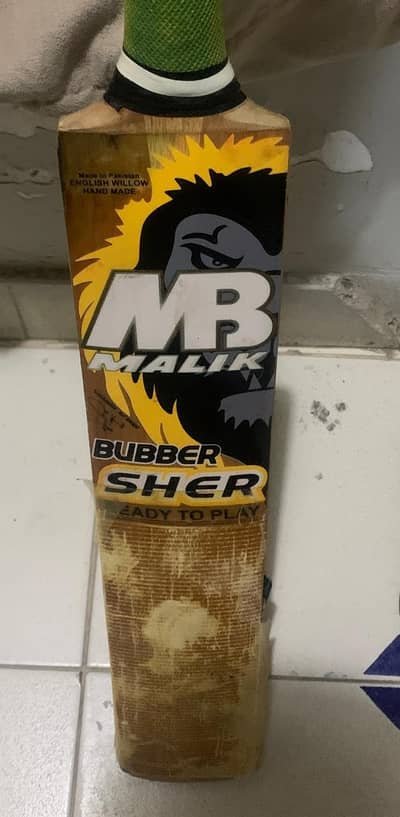 Made in Pakistan
ENGLISH WILLOW
HAND MADE
MB
MALIK
BUBBER
SHER
READY TO PLAY